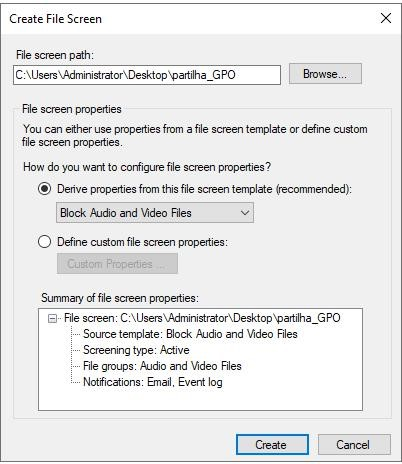 Create File Screen
File screen path:
C:\Users\Administrator\Desktop\partilha_GPO
Browse...
File screen properties
You can either use properties from a file screen template or define custom
file screen properties.
How do you want to configure file screen properties?
Derive properties from this file screen template (recommended):
Block Audio and Video Files
Define custom file screen properties:
Custom Properties ...
Summary of file screen properties:
File screen: C:\Users\Administrator\Desktop\partilha_GPO
Source template: Block Audio and Video Files
Screening type: Active
File groups: Audio and Video Files
Notifications: Email, Event log
Create
Cancel